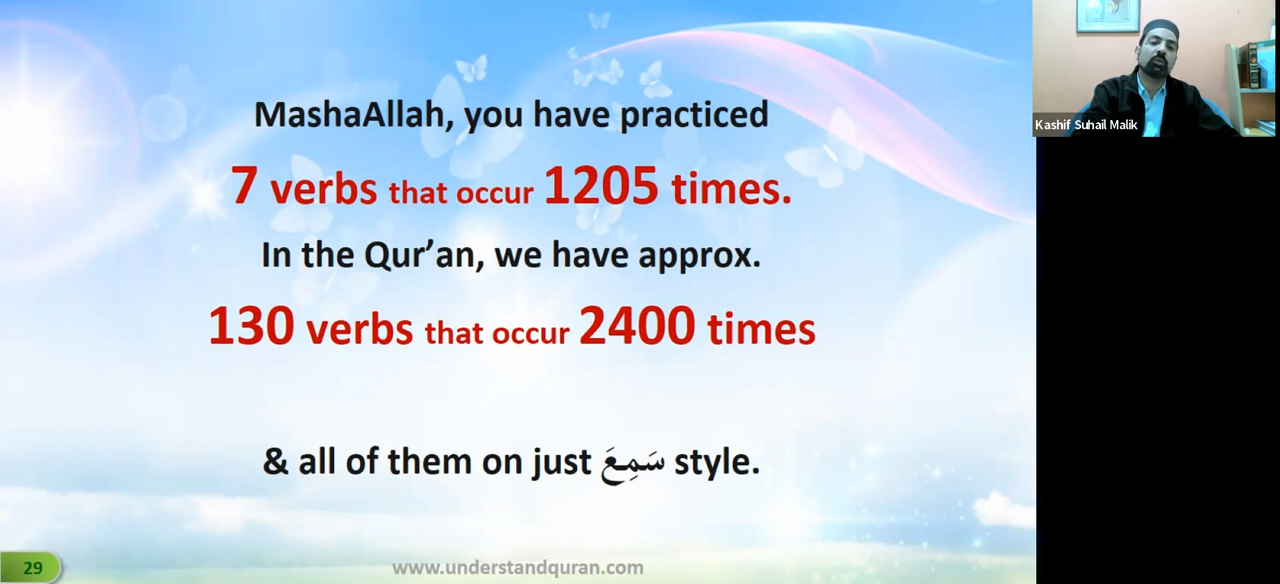 MashaAllah, you have practiced
7 verbs that occur 1205 times.
In the Qur’an, we have approx.
130 verbs that occur 2400 times
& all of them on just سَمِعَ style.
29
www.understandquran.com
Kashif Suhail Malik